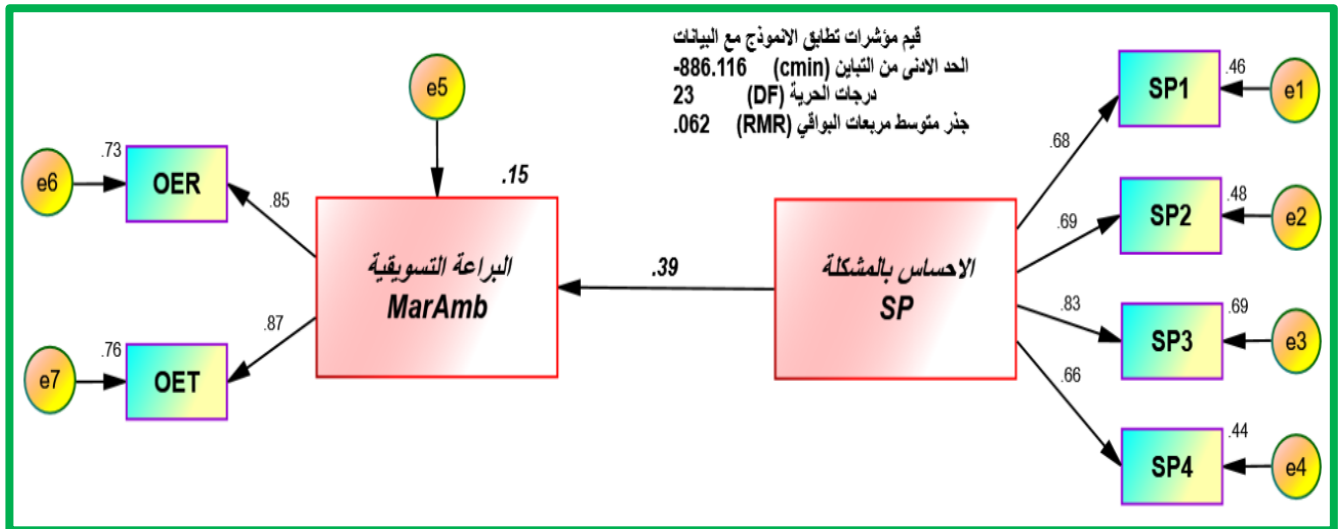 قيم مؤشرات تطابق الانموذج مع البيانات
الحد الادنى من التباين (cmin) -886.116
درجات الحرية (DF) 23
جذر متوسط مربعات البواقي (RMR) .062
e5
.15
e6
.73
OER
.85
e7
.76
OET
.87
البراعة التسويقية
MarAmb
.39
الاحساس بالمشكلة
SP
.68
SP1
.46
e1
.69
SP2
.48
e2
.83
SP3
.69
e3
.66
SP4
.44
e4